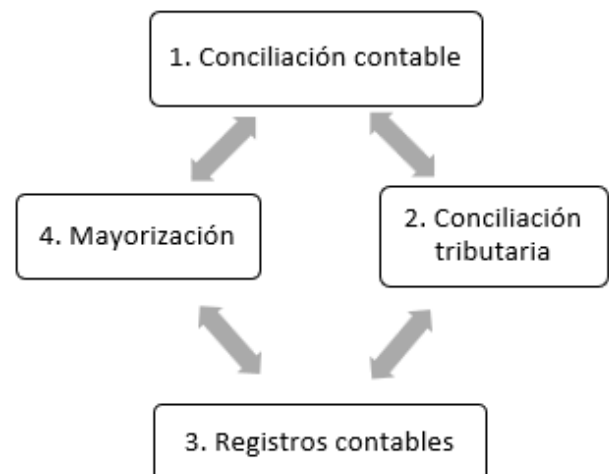 1. Conciliación contable
4. Mayorización
2. Conciliación
tributaria
3. Registros contables